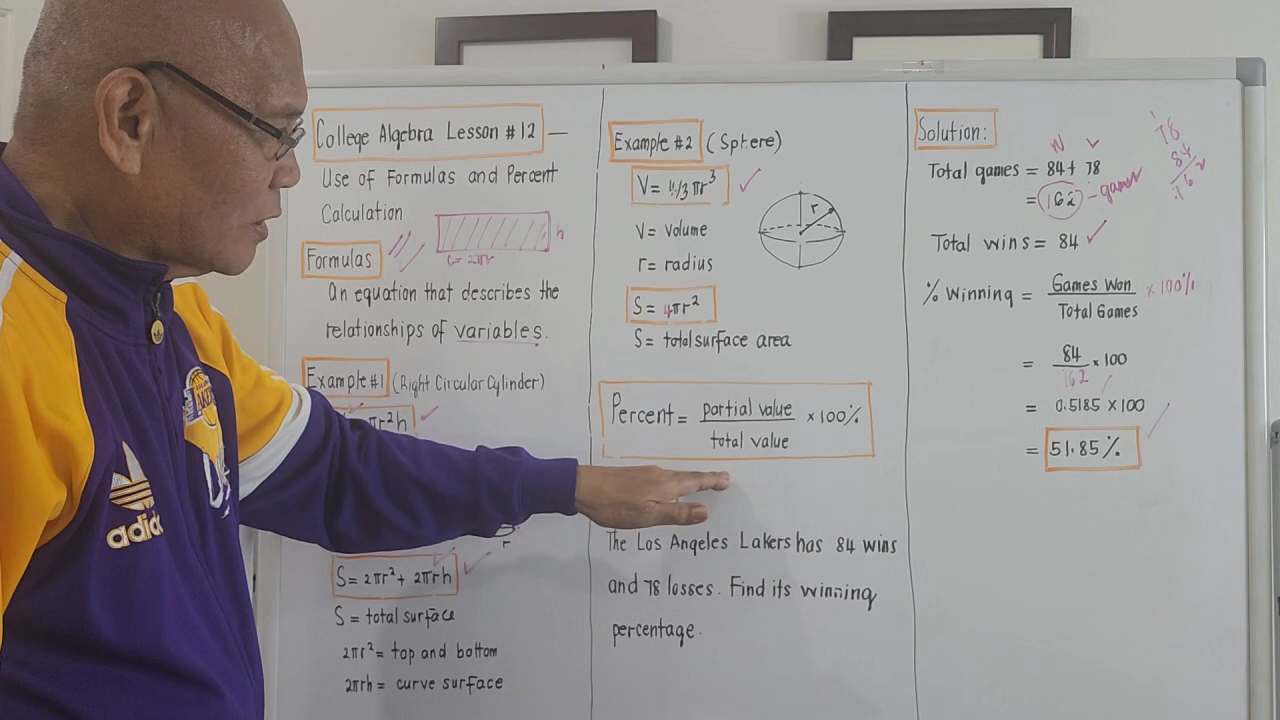 College Algebra Lesson #12 —
Use of Formulas and Percent
Calculation
h
Formulas
An equation that describes the
relationships of variables.
Example #1 (Right Circular Cylinder)
πr²h
r
S = 2πr² + 2πrh
S = total surface
2πr² = top and bottom
2πrh = curve surface
Example #2 (Sphere)
V = 4/3 πr³
r
V = volume
r = radius
S = 4πr²
S = total surface area
Percent = partial value / total value × 100%
The Los Angeles Lakers has 84 wins
and 78 losses. Find its winning
percentage.
Solution:
W L
Total games = 84 + 78
= 162 - games
78
84
162
Total wins = 84
% Winning = Games Won / Total Games × 100%
= 84 / 162 × 100
= 0.5185 × 100
= 51.85%
LAKERS
adidas